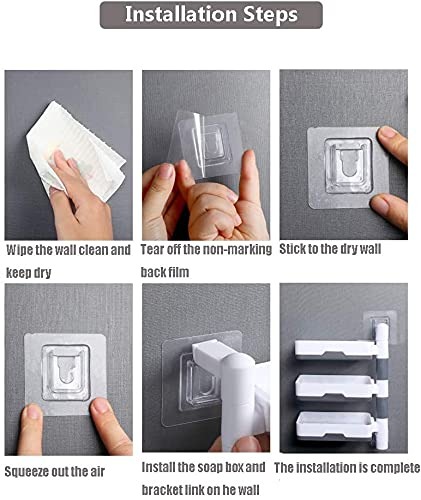 Installation Steps
Wipe the wall clean and
keep dry
Tear off the non-marking
back film
Stick to the dry wall
Squeeze out the air
Install the soap box and
bracket link on he wall
The installation is complete